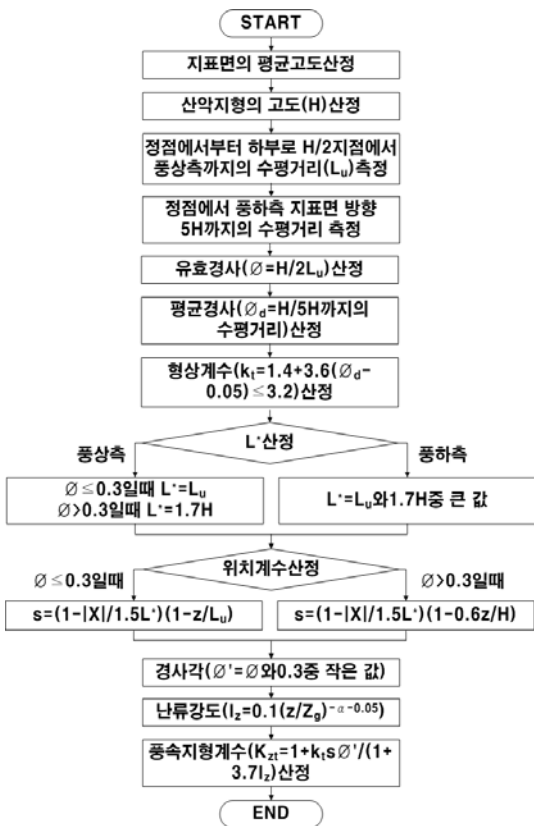 START
지표면의 평균고도산정
산악지형의 고도(H)산정
정점에서부터 하부로 H/2지점에서
풍상측까지의 수평거리(Lu)측정
정점에서 풍하측 지표면 방향
5H까지의 수평거리 측정
유효경사(∅=H/2Lu)산정
평균경사(∅d=H/5H까지의
수평거리)산정
형상계수(kt=1.4+3.6(∅d-
0.05)≤3.2)산정
L*산정
풍상측
풍하측
∅≤0.3일때 L*=Lu
∅>0.3일때 L*=1.7H
L*=Lu와1.7H중 큰 값
위치계수산정
∅≤0.3일때
∅>0.3일때
s=(1-|X|/1.5L*)(1-z/Lu)
s=(1-|X|/1.5L*)(1-0.6z/H)
경사각(∅'=∅와0.3중 작은 값)
난류강도(Iz=0.1(z/Zg)-α-0.05)
풍속지형계수(Kzt=1+kts∅'/(1+
3.7Iz)산정
END